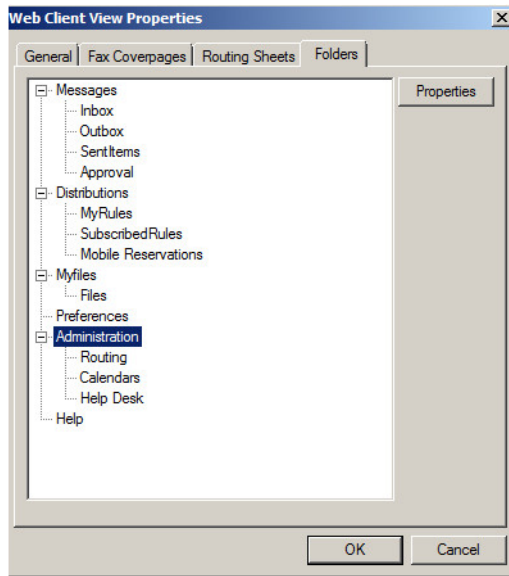 Web Client View Properties
General Fax Coverpages Routing Sheets Folders
Messages
Properties
Inbox
Outbox
SentItems
Approval
Distributions
MyRules
SubscribedRules
Mobile Reservations
Myfiles
Files
Preferences
Administration
Routing
Calendars
Help Desk
Help
OK Cancel